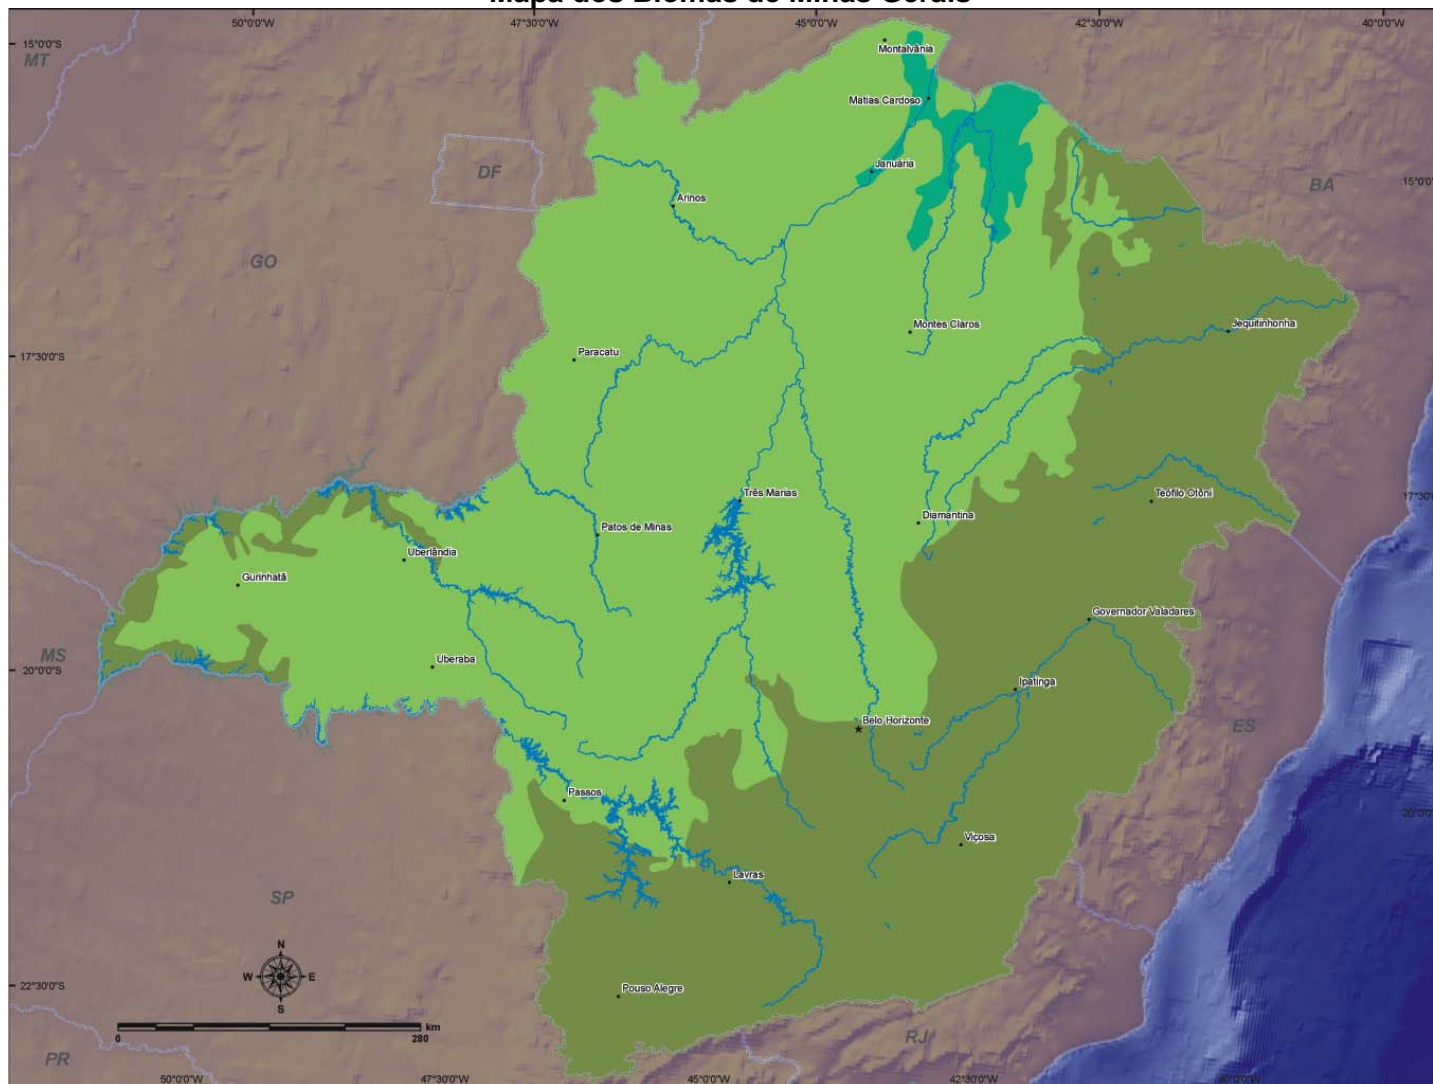 Mapa dos Biomas de Minas Gerais
50°0'0"W 47°30'0"W 45°0'0"W 42°30'0"W 40°0'0"W
15°0'0"S
MT
Montalvânia
Matias Cardoso
Januária
DF
BA
15°0'0"S
Arinos
GO
Montes Claros
Jequitinhonha
17°30'0"S
Paracatu
Três Marias
Teófilo Otôni
17°30'0"S
Diamantina
Patos de Minas
Uberlândia
Gurinhatã
Governador Valadares
MS
Uberaba
20°0'0"S
Ipatinga
Belo Horizonte
ES
Passos
20°0'0"S
Viçosa
Lavras
SP
N
W E
S
22°30'0"S
Pouso Alegre
km
0 280
RJ
PR
50°0'0"W 47°30'0"W 45°0'0"W 42°30'0"W 40°0'0"W